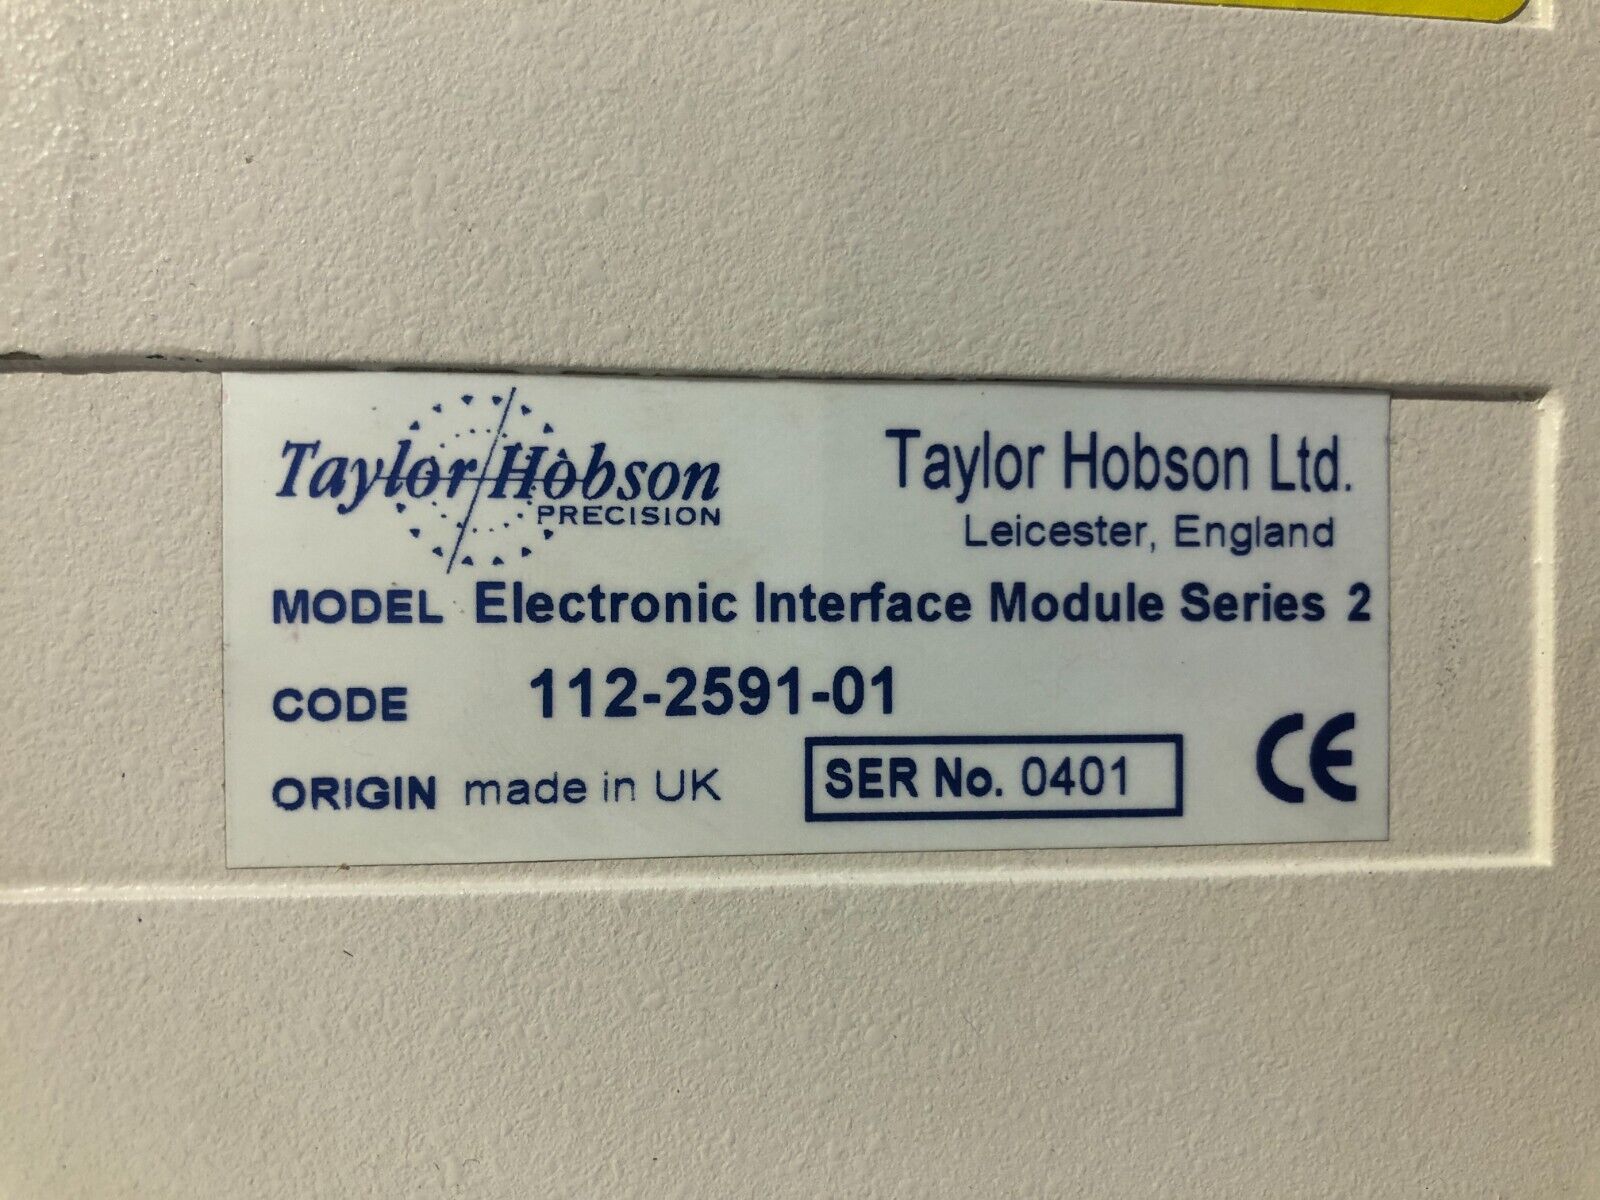 Taylor Hobson
PRECISION
Taylor Hobson Ltd.
Leicester, England
MODEL Electronic Interface Module Series 2
CODE 112-2591-01
ORIGIN made in UK
SER No. 0401
CE